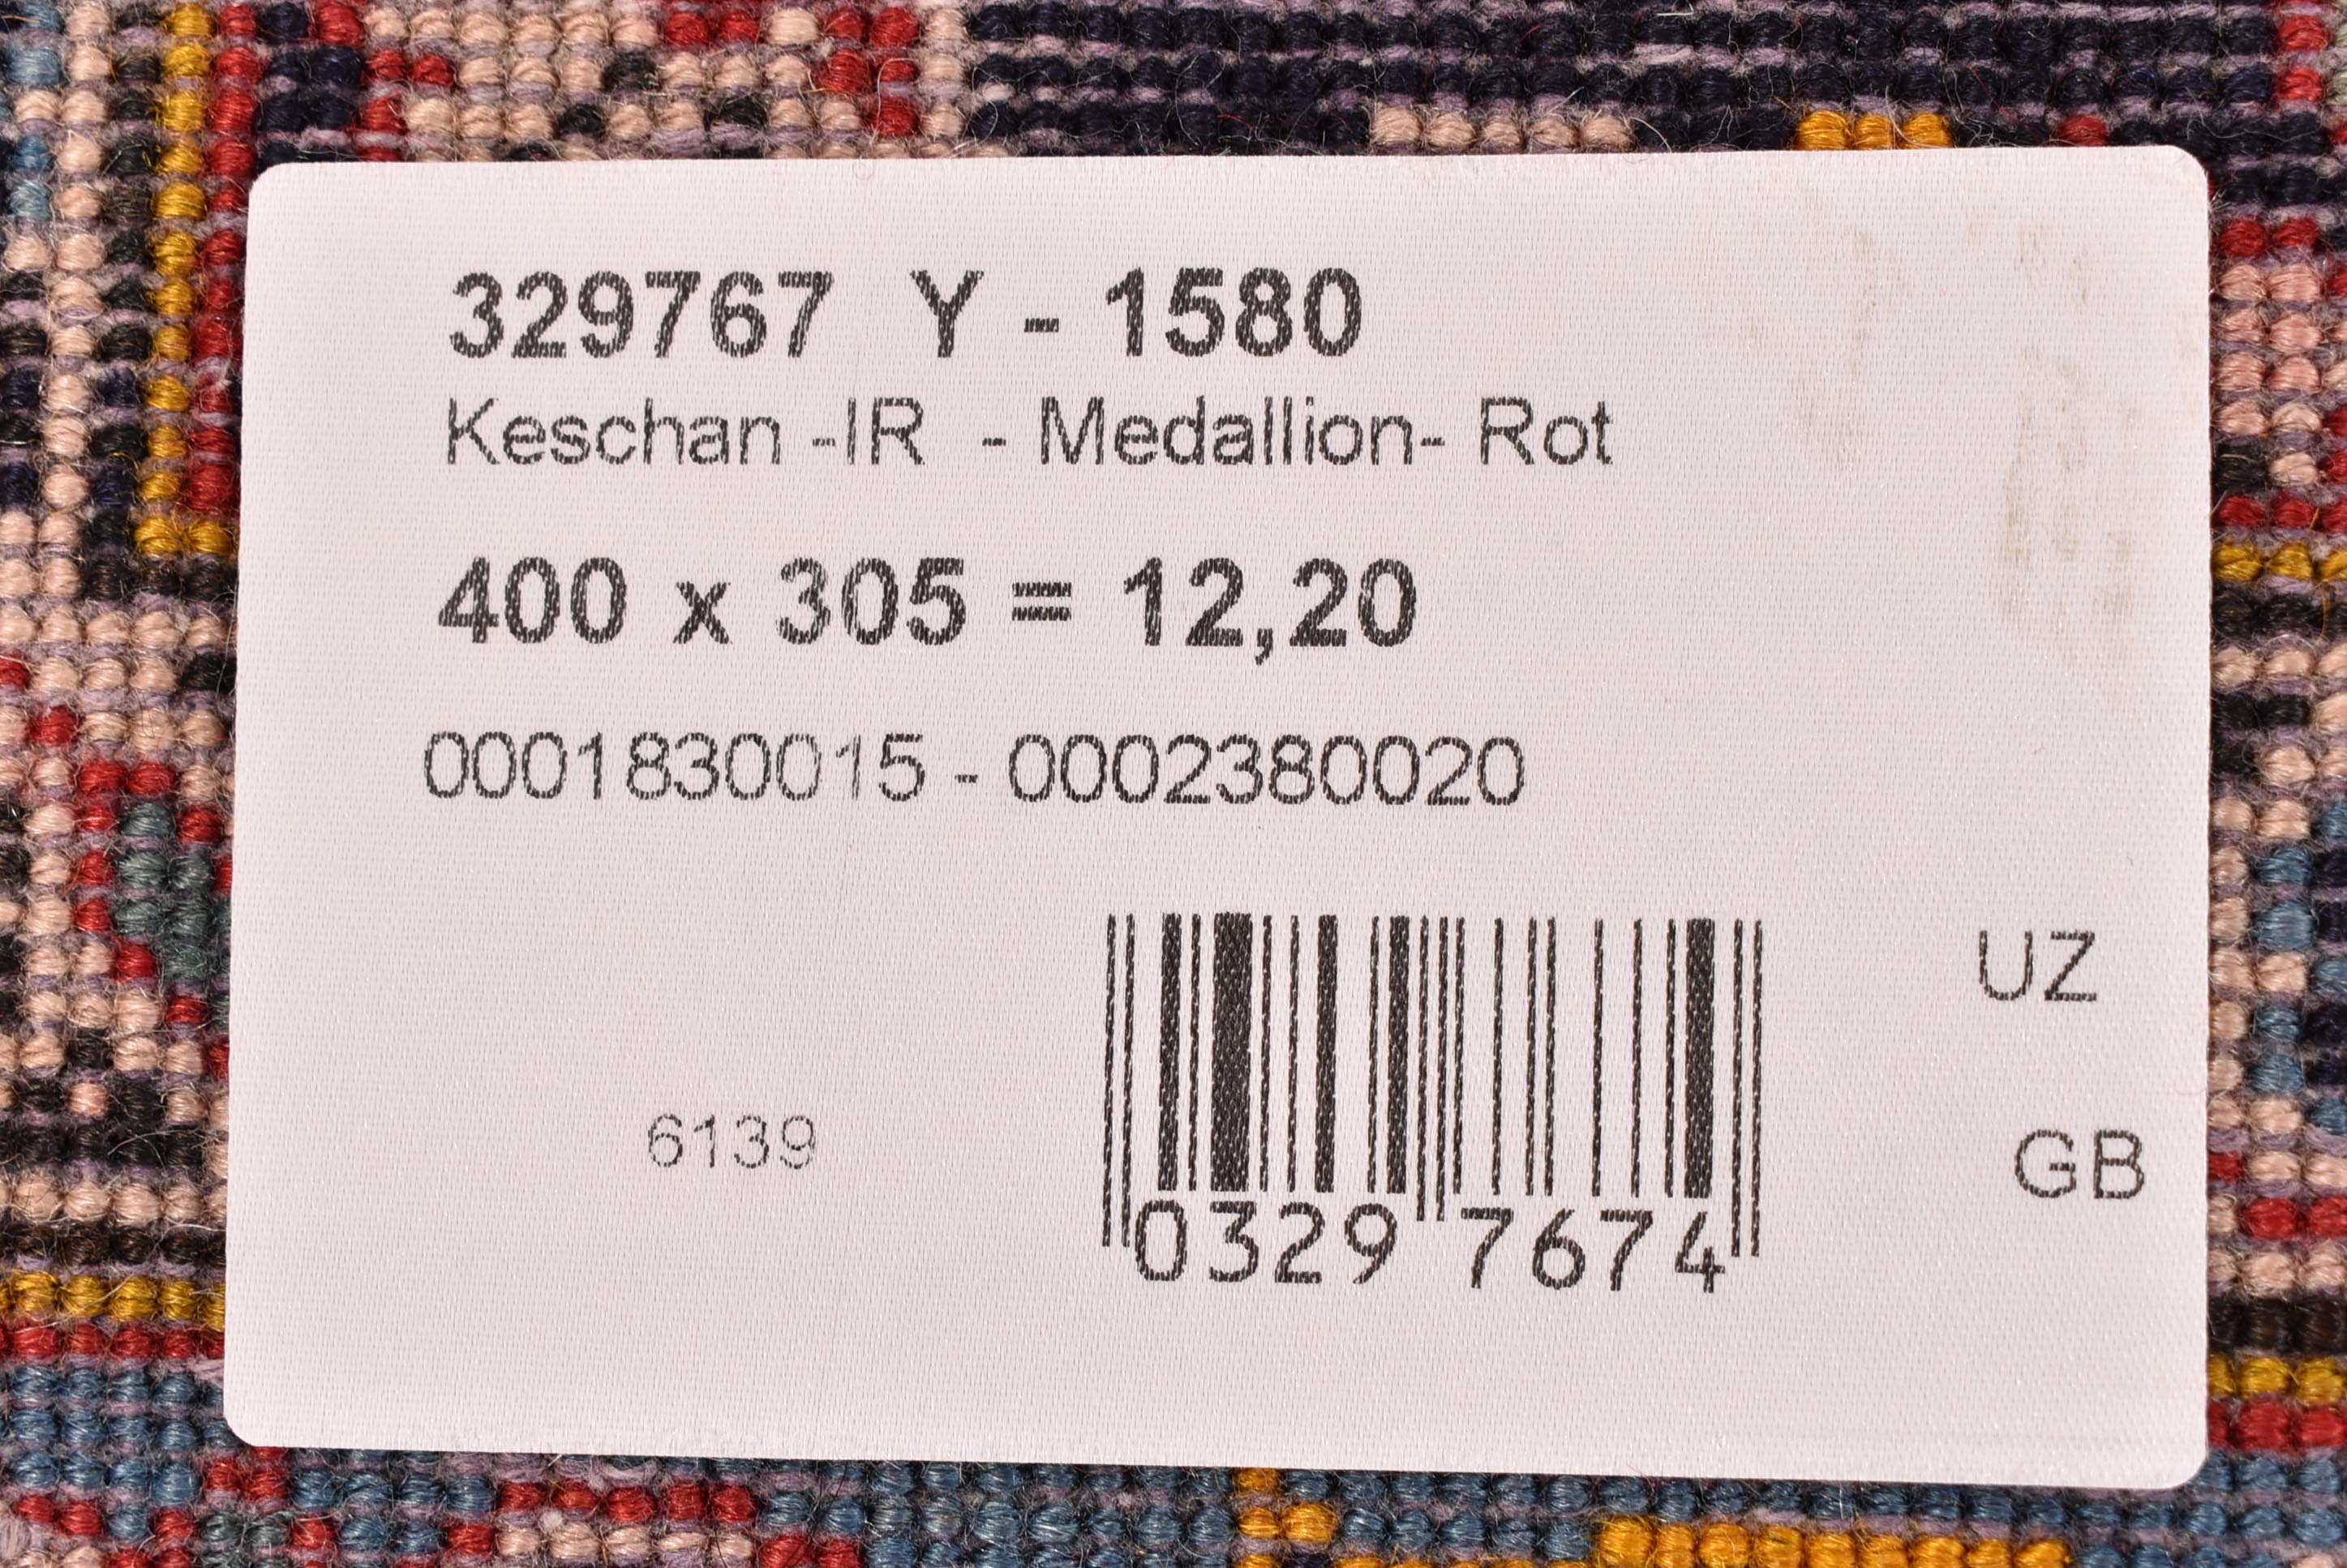 329767 Y - 1580
Keschan -IR - Medallion- Rot
400 x 305 = 12,20
0001830015 - 0002380020
UZ
6139
GB
0329 7674